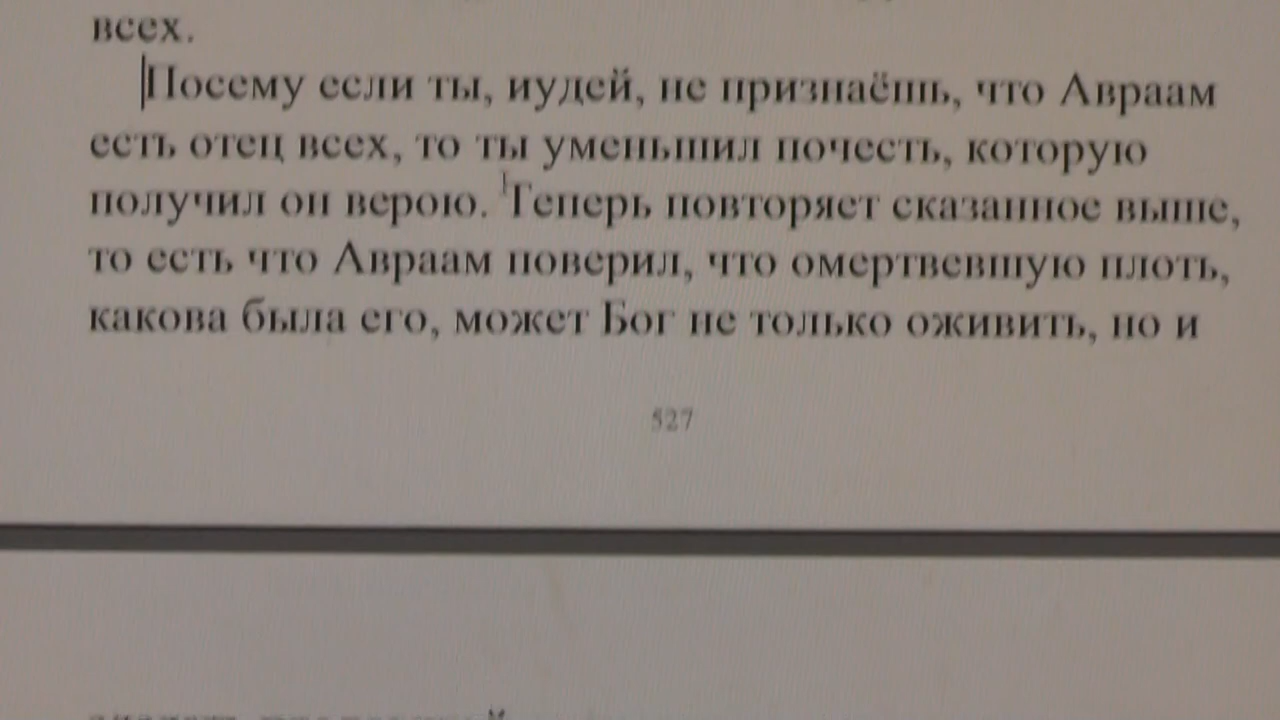 всех.
Посему если ты, иудей, не признаёшь, что Авраам
есть отец всех, то ты уменьшил почесть, которую
получил он верою. Теперь повторяет сказанное выше,
то есть что Авраам поверил, что омертвевшую плоть,
какова была его, может Бог не только оживить, но и
527